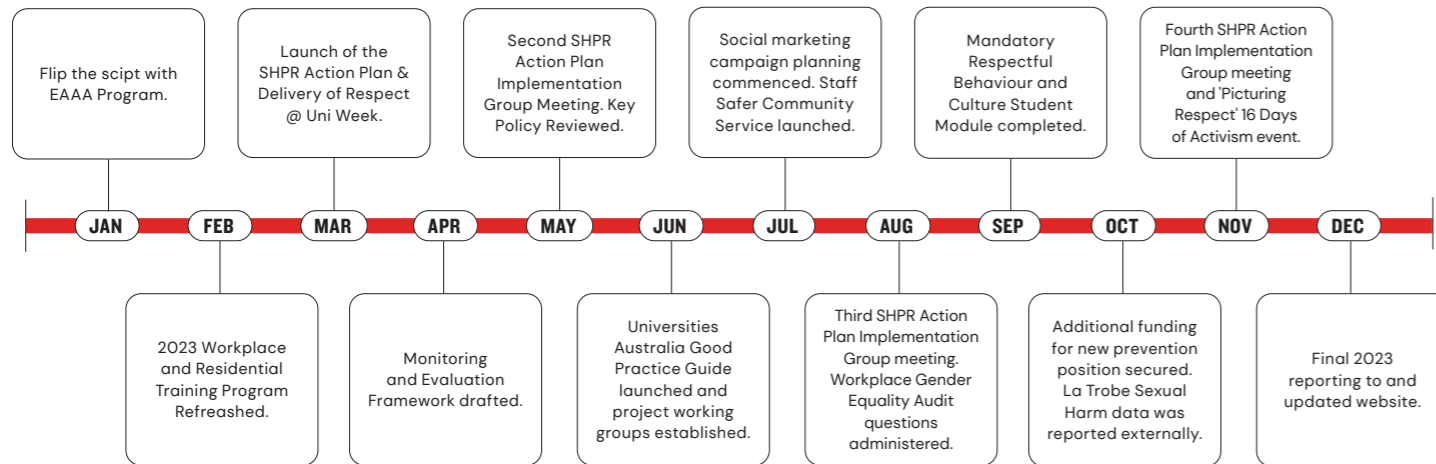 Flip the scipt with
EAAA Program.
Launch of the
SHPR Action Plan &
Delivery of Respect
@ Uni Week.
Second SHPR
Action Plan
Implementation
Group Meeting. Key
Policy Reviewed.
Social marketing
campaign planning
commenced. Staff
Safer Community
Service launched.
Mandatory
Respectful
Behaviour and
Culture Student
Module completed.
Fourth SHPR Action
Plan Implementation
Group meeting
and 'Picturing
Respect' 16 Days
of Activism event.
JAN
FEB
MAR
APR
MAY
JUN
JUL
AUG
SEP
OCT
NOV
DEC
2023 Workplace
and Residential
Training Program
Refreashed.
Monitoring
and Evaluation
Framework drafted.
Universities
Australia Good
Practice Guide
launched and
project working
groups established.
Third SHPR Action
Plan Implementation
Group meeting.
Workplace Gender
Equality Audit
questions
administered.
Additional funding
for new prevention
position secured.
La Trobe Sexual
Harm data was
reported externally.
Final 2023
reporting to and
updated website.